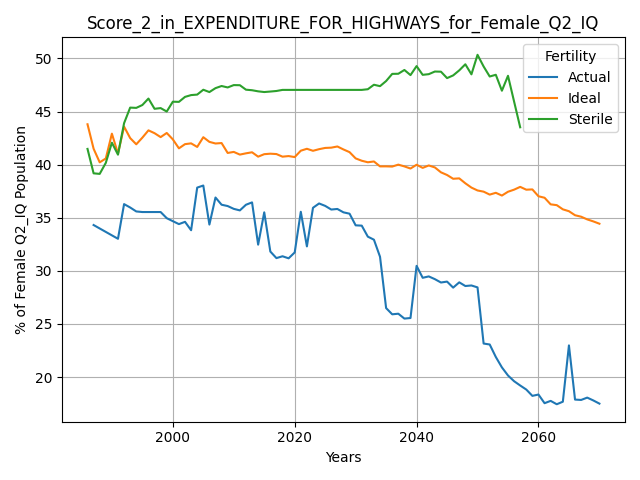 Score_2_in_EXPENDITURE_FOR_HIGHWAYS_for_Female_Q2_IQ
Fertility
Actual
Ideal
Sterile
% of Female Q2_IQ Population
50
45
40
35
30
25
20
2000 2020 2040 2060
Years